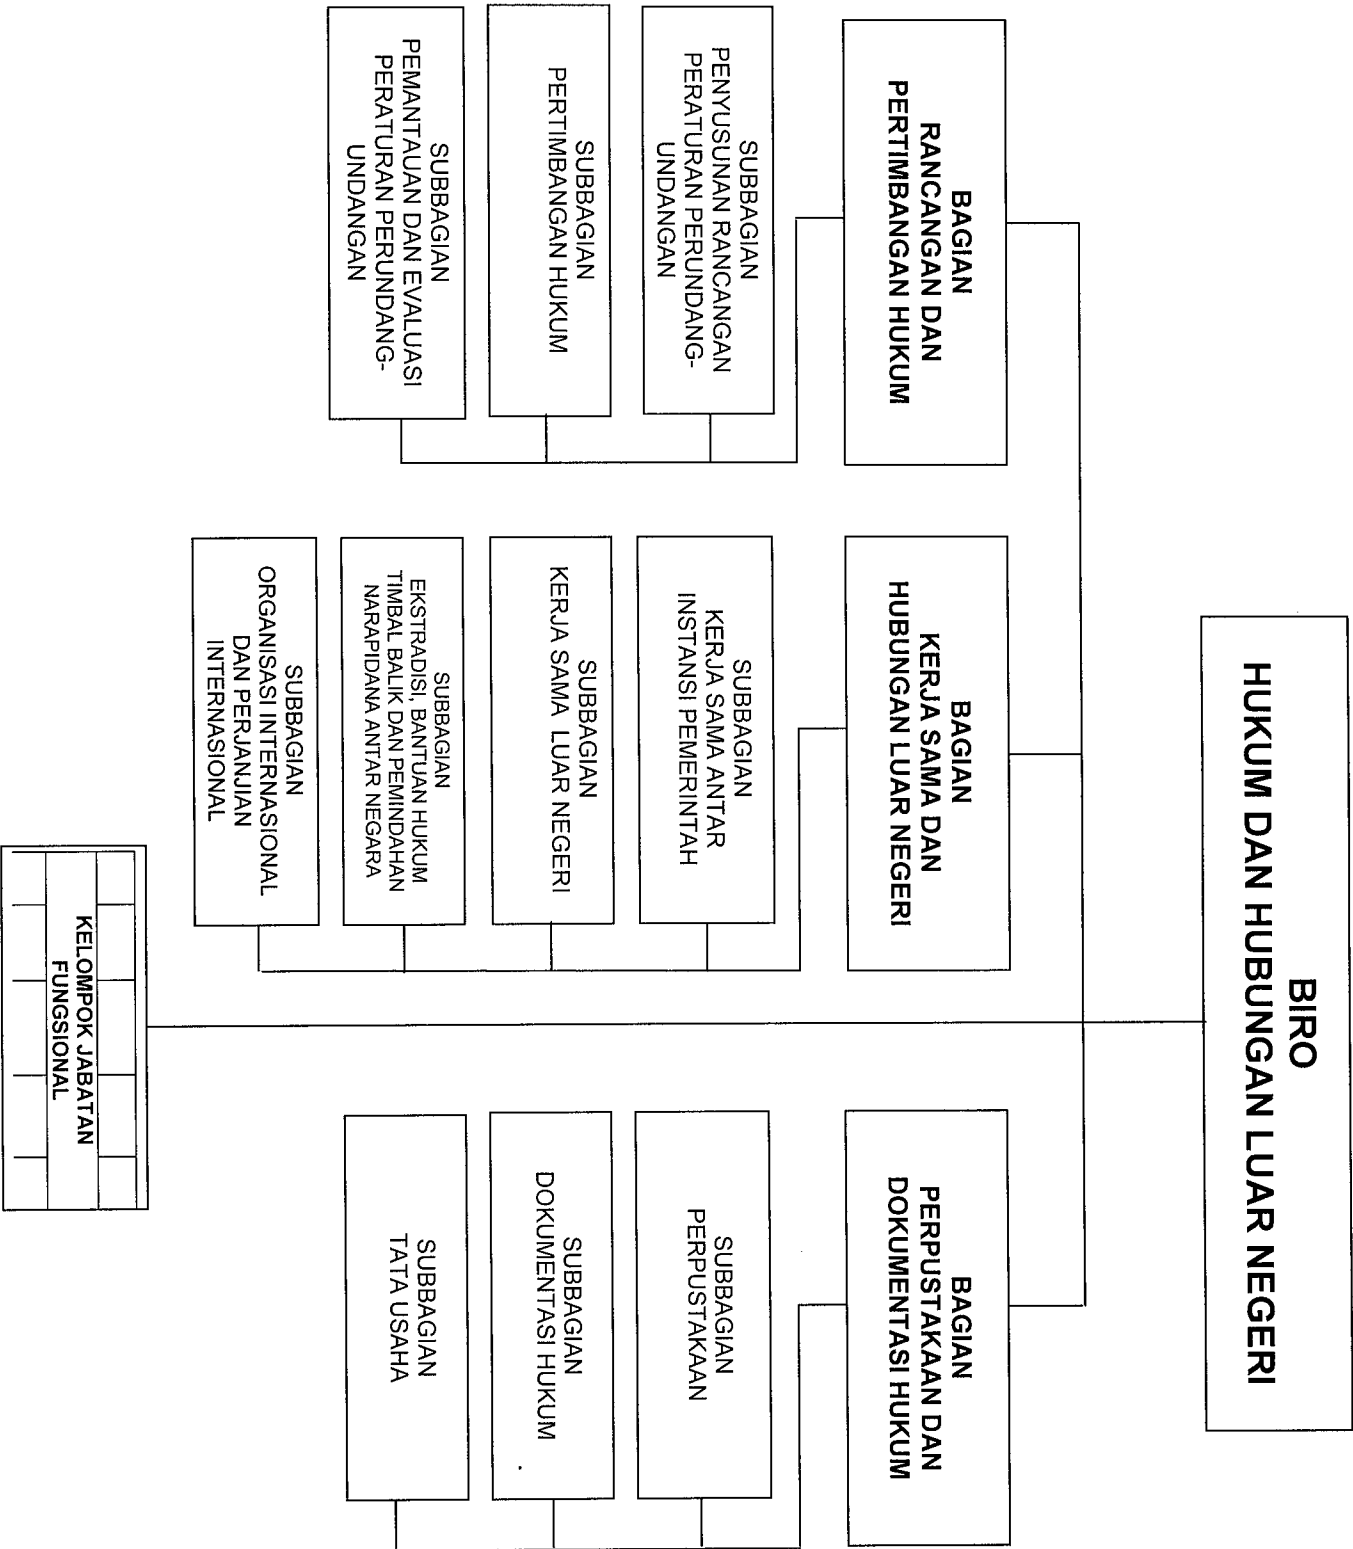 BIRO
HUKUM DAN HUBUNGAN LUAR NEGERI
BAGIAN
RANCANGAN DAN
PERTIMBANGAN HUKUM
SUBBAGIAN
PENYUSUNAN RANCANGAN
PERATURAN PERUNDANG-
UNDANGAN
SUBBAGIAN
PERTIMBANGAN HUKUM
SUBBAGIAN
PEMANTAUAN DAN EVALUASI
PERATURAN PERUNDANG-
UNDANGAN
BAGIAN
KERJA SAMA DAN
HUBUNGAN LUAR NEGERI
SUBBAGIAN
KERJA SAMA ANTAR
INSTANSI PEMERINTAH
SUBBAGIAN
KERJA SAMA LUAR NEGERI
SUBBAGIAN
EKSTRADISI, BANTUAN HUKUM
TIMBAL BALIK DAN PEMINDAHAN
NARAPIDANA ANTAR NEGARA
SUBBAGIAN
ORGANISASI INTERNASIONAL
DAN PERJANJIAN
INTERNASIONAL
BAGIAN
PERPUSTAKAAN DAN
DOKUMENTASI HUKUM
SUBBAGIAN
PERPUSTAKAAN
SUBBAGIAN
DOKUMENTASI HUKUM
SUBBAGIAN
TATA USAHA
KELOMPOK JABATAN
FUNGSIONAL